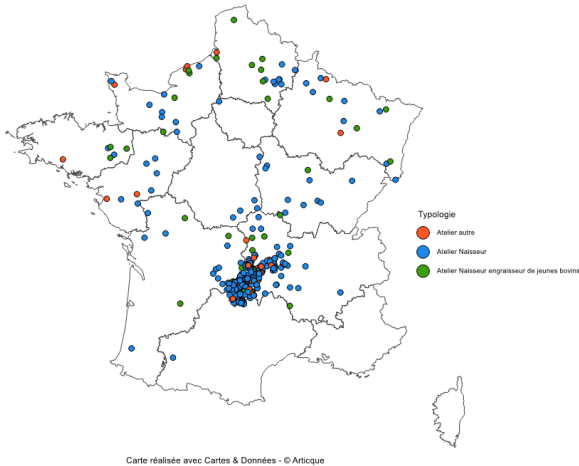 Typologie
Atelier autre
Atelier Naisseur
Atelier Naisseur engraisseur de jeunes bovins
Carte réalisée avec Cartes & Données - © Articque